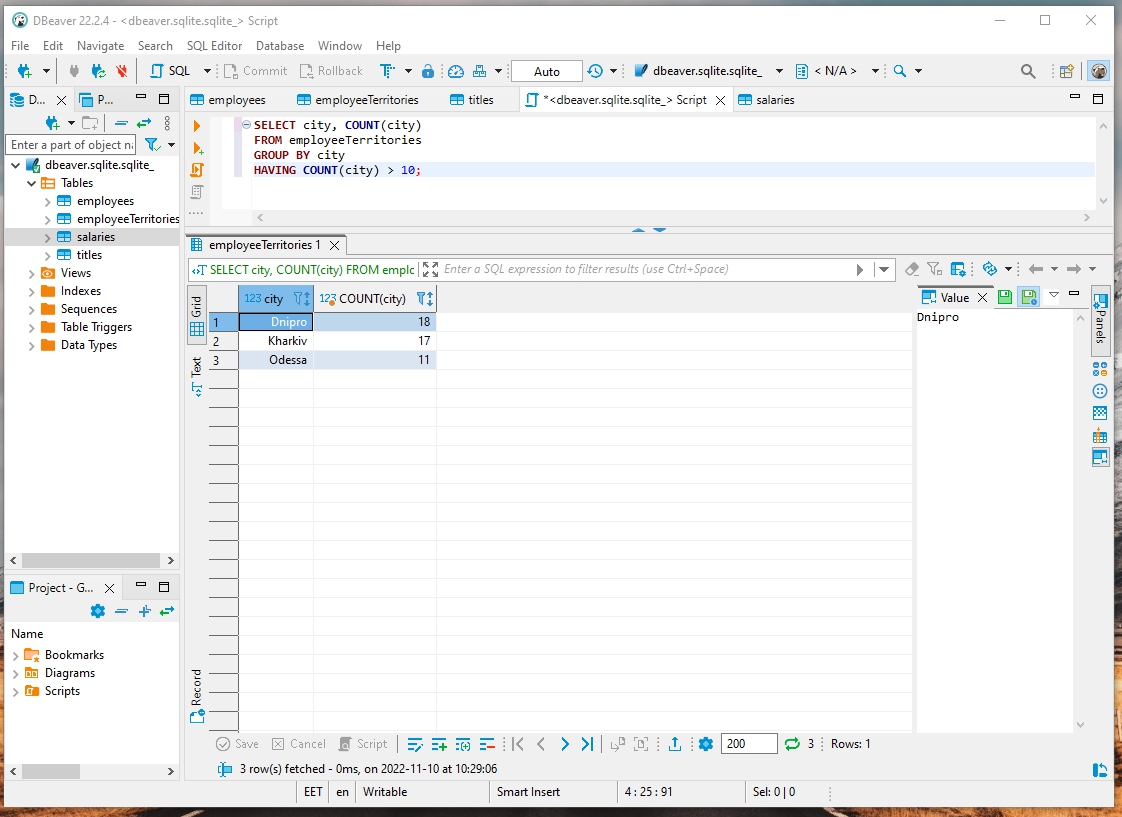 DBeaver 22.2.4 - <dbeaver.sqlite.sqlite_> Script
File Edit Navigate Search SQL Editor Database Window Help
SQL Commit Rollback T Auto dbeaver.sqlite.sqlite_ < N/A >
D... P...
employees employeeTerritories titles *<dbeaver.sqlite.sqlite_> Script salaries
Enter a part of object n
dbeaver.sqlite.sqlite_
Tables
employees
employeeTerritories
salaries
titles
Views
Indexes
Sequences
Table Triggers
Data Types
SELECT city, COUNT(city)
FROM employeeTerritories
GROUP BY city
HAVING COUNT(city) > 10;
employeeTerritories 1
SELECT city, COUNT(city) FROM emplc Enter a SQL expression to filter results (use Ctrl+Space)
Grid
Text
Record
123 city 123 COUNT(city)
1 Dnipro 18
2 Kharkiv 17
3 Odessa 11
Value
Dnipro
Panels
Project - G...
Name
Bookmarks
Diagrams
Scripts
Save Cancel Script 200 3 Rows: 1
3 row(s) fetched - 0ms, on 2022-11-10 at 10:29:06
EET en Writable Smart Insert 4 : 25 : 91 Sel: 0 | 0